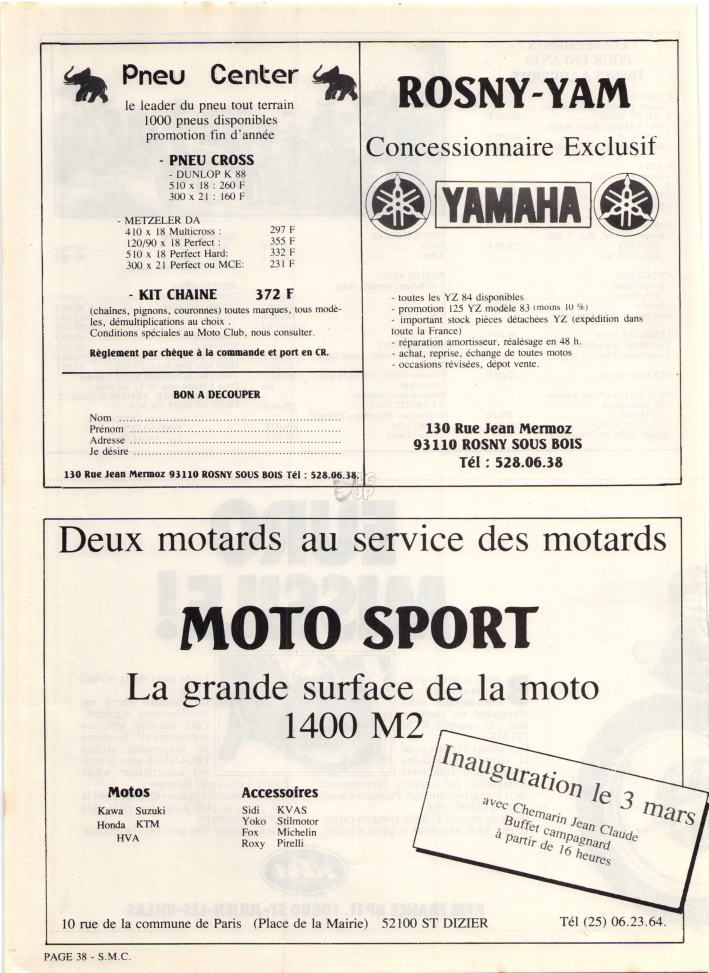 Pneu Center
le leader du pneu tout terrain
1000 pneus disponibles
promotion fin d'année
- PNEU CROSS
- DUNLOP K 88
510 x 18 : 260 F
300 x 21 : 160 F
- METZELER DA
410 x 18 Multicross : 297 F
120/90 x 18 Perfect : 355 F
510 x 18 Perfect Hard: 332 F
300 x 21 Perfect ou MCE: 231 F
- KIT CHAINE 372 F
(chaînes, pignons, couronnes) toutes marques, tous modè-
les, démultiplications au choix .
Conditions spéciales au Moto Club, nous consulter.
Règlement par chèque à la commande et port en CR.
BON A DECOUPER
Nom
Prénom
Adresse
Je désire
130 Rue Jean Mermoz 93110 ROSNY SOUS BOIS Tél : 528.06.38.
ROSNY-YAM
Concessionnaire Exclusif
YAMAHA
- toutes les YZ 84 disponibles
- promotion 125 YZ modèle 83 (moins 10 %)
- important stock pièces détachées YZ (expédition dans
toute la France)
- réparation amortisseur, réalésage en 48 h.
- achat, reprise, échange de toutes motos
- occasions révisées, dépot vente.
130 Rue Jean Mermoz
93110 ROSNY SOUS BOIS
Tél : 528.06.38
Deux motards au service des motards
MOTO SPORT
La grande surface de la moto
1400 M2
Motos
Kawa Suzuki
Honda KTM
HVA
Accessoires
Sidi KVAS
Yoko Stilmotor
Fox Michelin
Roxy Pirelli
Inauguration le 3 mars
avec Chemarin Jean Claude
Buffet campagnard
à partir de 16 heures
10 rue de la commune de Paris (Place de la Mairie) 52100 ST DIZIER Tél (25) 06.23.64.
PAGE 38 - S.M.C.